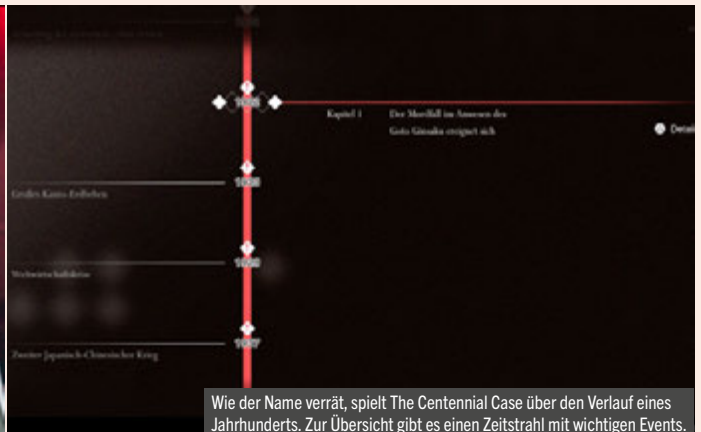 Kapitel 1
Der Mordfall im Anwesen des
Goto Ginsaku ereignet sich
Detai
Großes Kanto-Erdbeben
Weltwirtschaftskrise
Zweiter Japanisch-Chinesischer Krieg
Wie der Name verrät, spielt The Centennial Case über den Verlauf eines
Jahrhunderts. Zur Übersicht gibt es einen Zeitstrahl mit wichtigen Events.